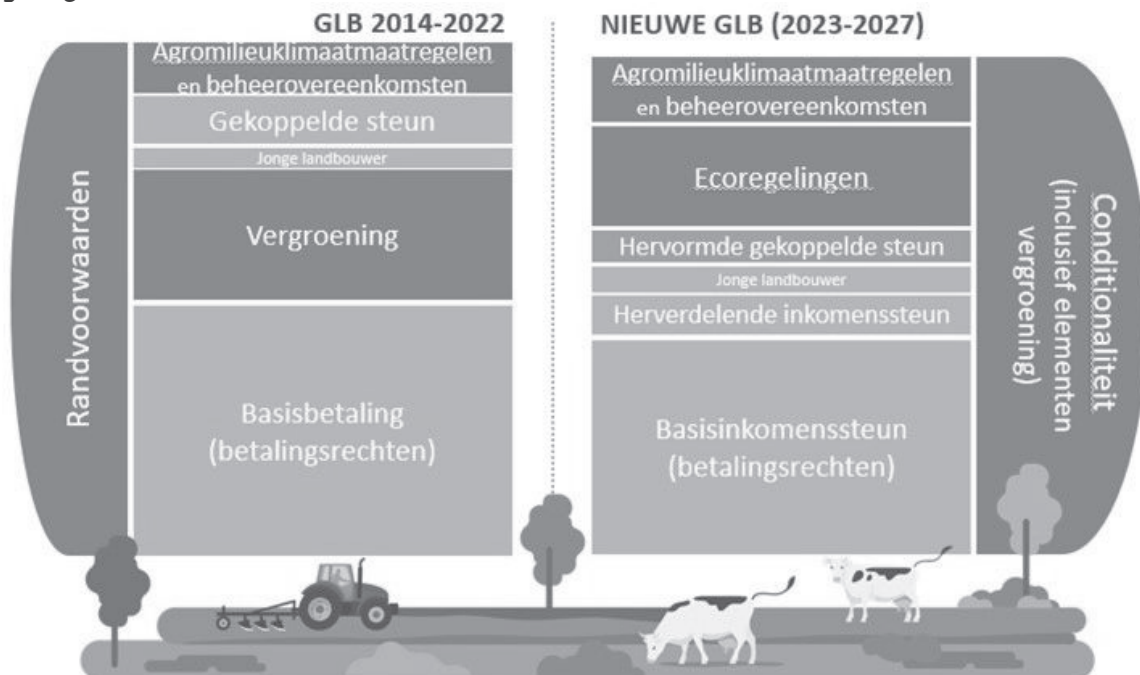 GLB 2014-2022
Randvoorwaarden
Agromilieuklimaatmaatregelen
en beheerovereenkomsten
Gekoppelde steun
Jonge landbouwer
Vergroening
Basisbetaling
(betalingsrechten)
NIEUWE GLB (2023-2027)
Agromilieuklimaatmaatregelen
en beheerovereenkomsten
Ecoregelingen
Hervormde gekoppelde steun
Jonge landbouwer
Herverdelende inkomenssteun
Basisinkomenssteun
(betalingsrechten)
Conditionaliteit
(inclusief elementen
vergroening)